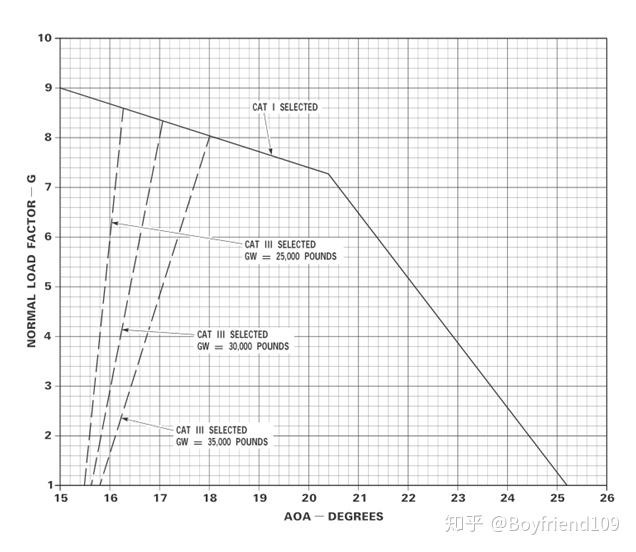 10
9
8
7
6
5
4
3
2
1
NORMAL LOAD FACTOR — G
CAT I SELECTED
CAT III SELECTED
GW = 25,000 POUNDS
CAT III SELECTED
GW = 30,000 POUNDS
CAT III SELECTED
GW = 35,000 POUNDS
15 16 17 18 19 20 21 22 23 24 25 26
AOA — DEGREES
知乎 @Boyfriend109